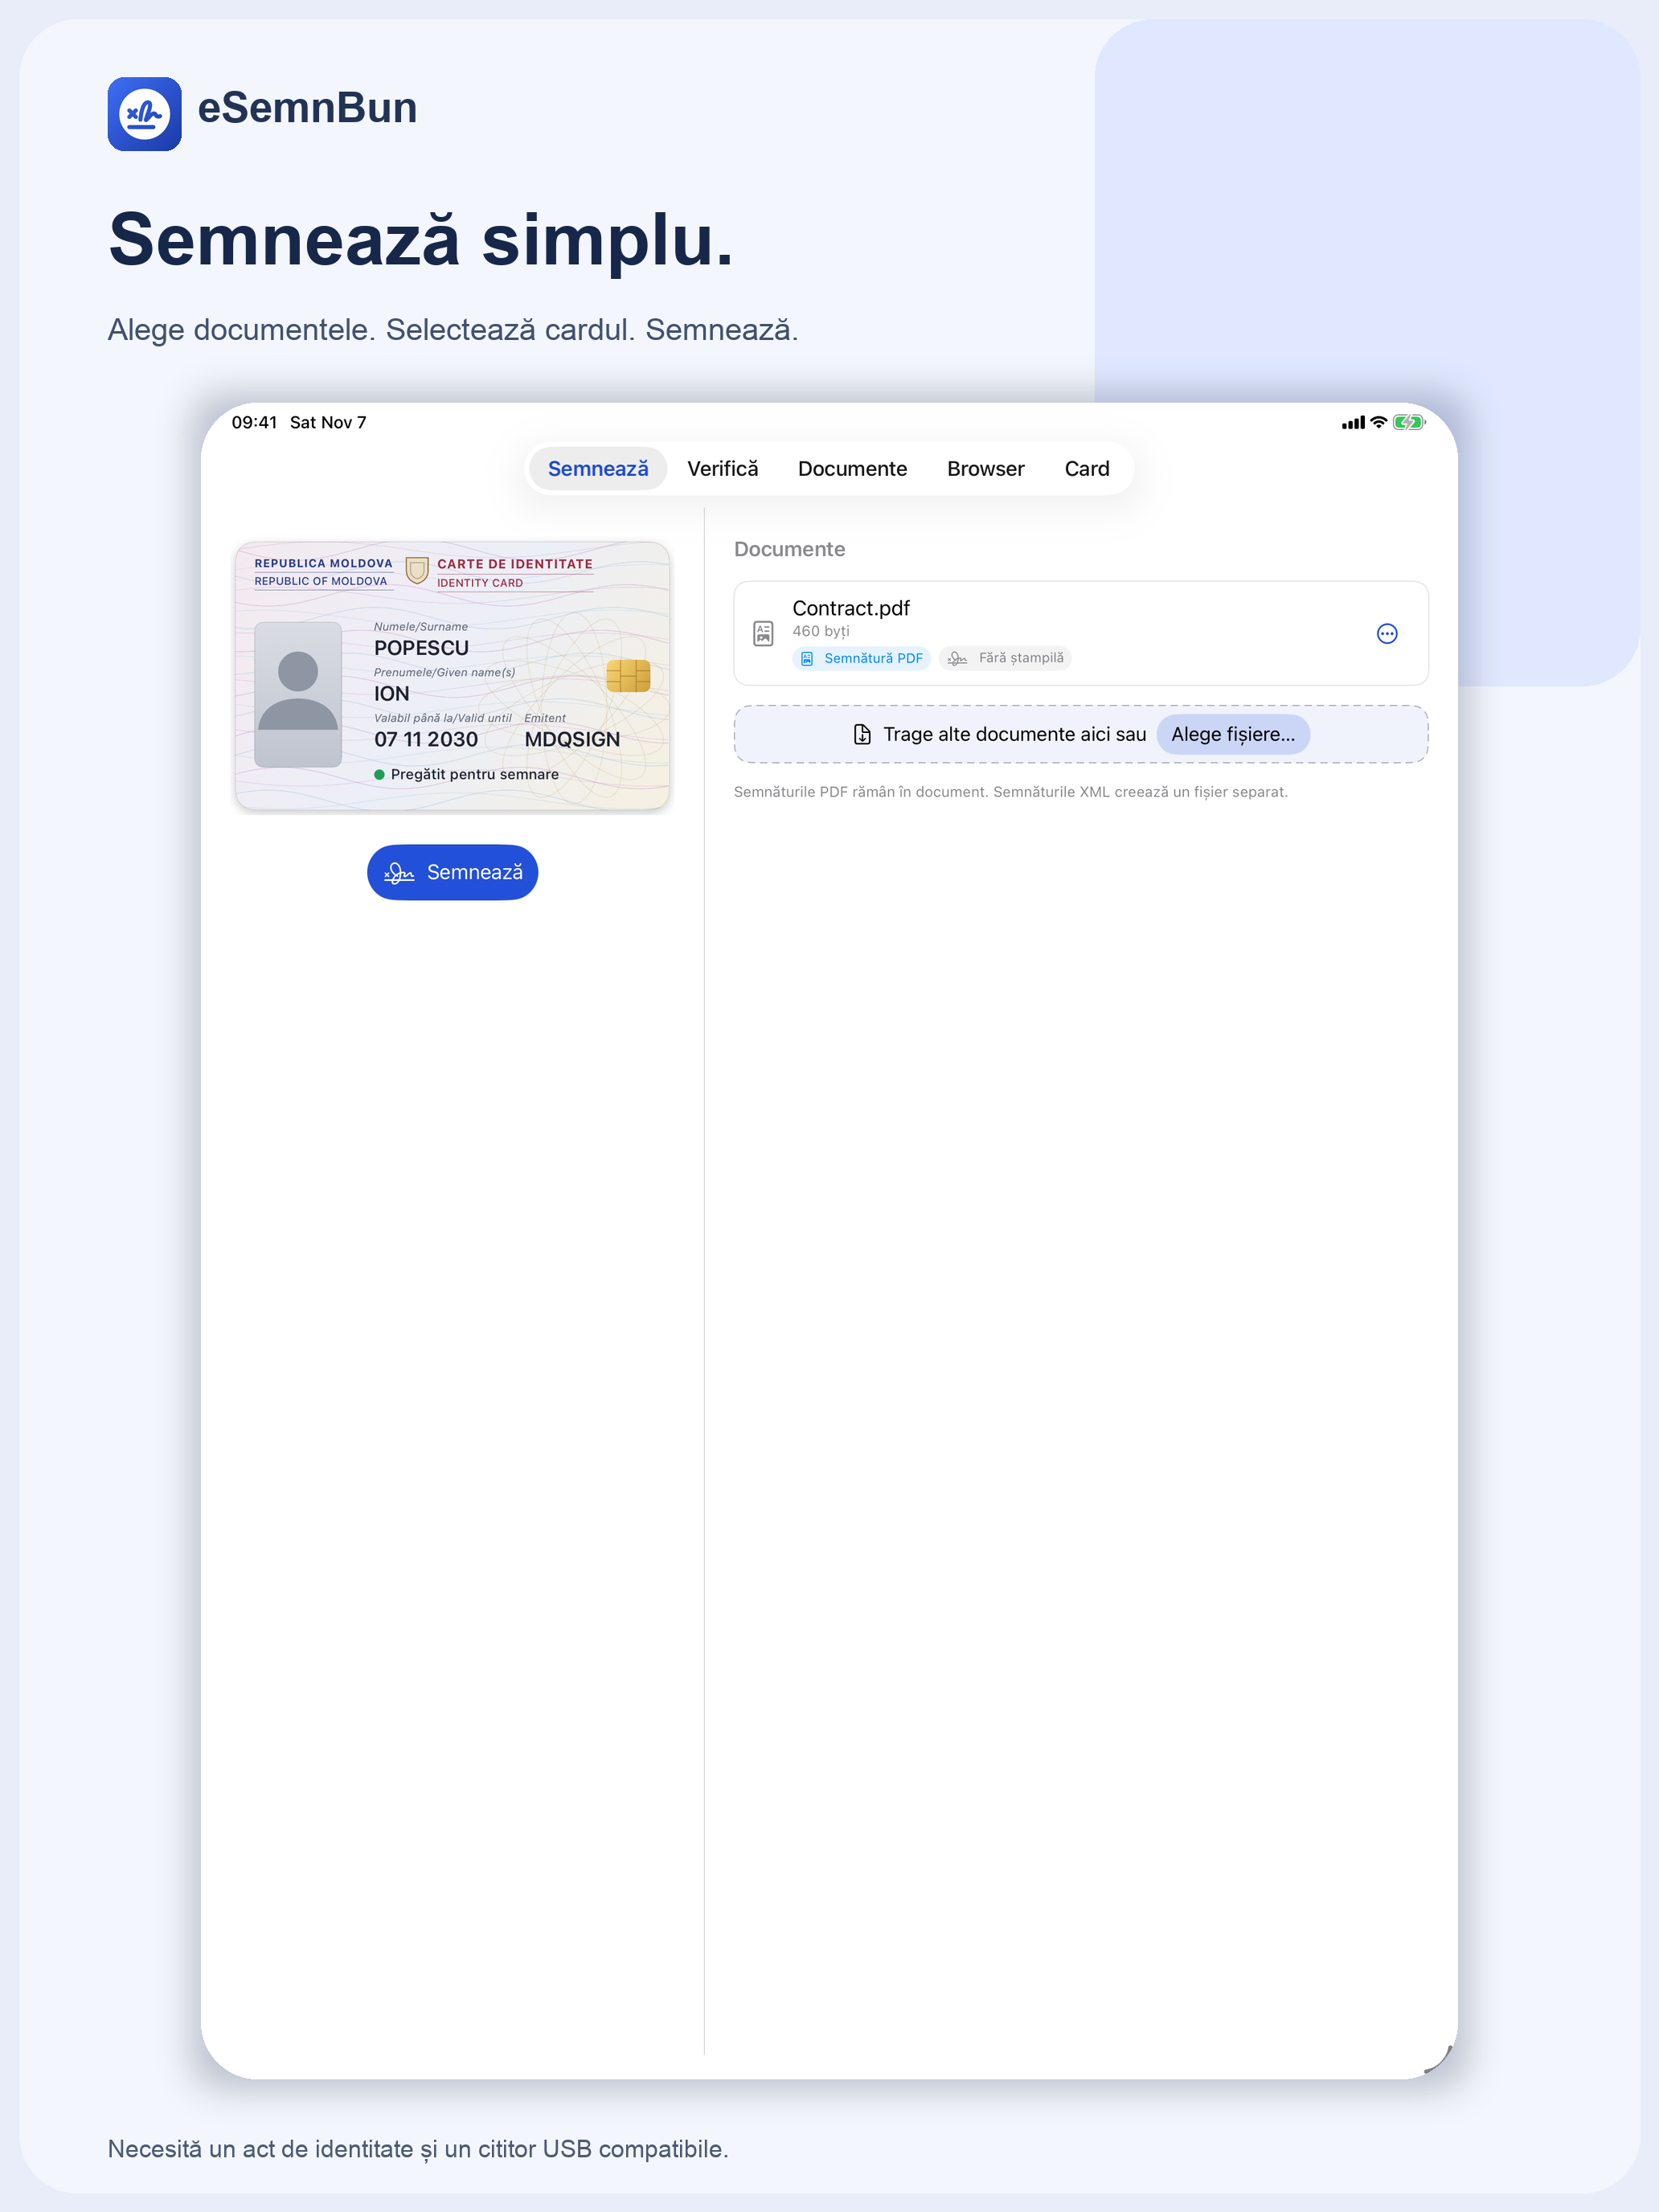 eSemnBun
Semnează simplu.
Alege documentele. Selectează cardul. Semnează.
09:41 Sat Nov 7
Semnează Verifică Documente Browser Card
REPUBLICA MOLDOVA
REPUBLIC OF MOLDOVA
CARTE DE IDENTITATE
IDENTITY CARD
Numele/Surname
POPESCU
Prenumele/Given name(s)
ION
Valabil până la/Valid until Emitent
07 11 2030 MDQSIGN
Pregătit pentru semnare
Semnează
Documente
Contract.pdf
460 byți
Semnătură PDF Fără ștampilă
Trage alte documente aici sau Alege fișiere...
Semnăturile PDF rămân în document. Semnăturile XML creează un fișier separat.
Necesită un act de identitate și un cititor USB compatibile.